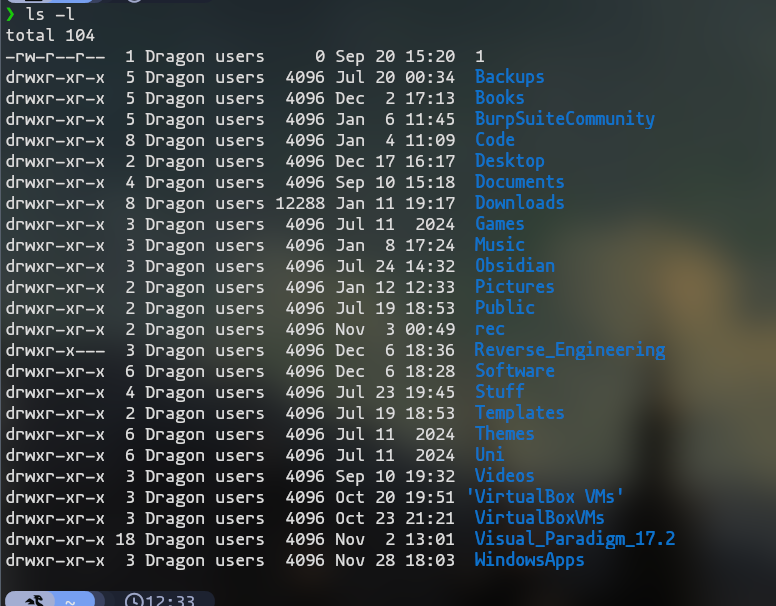 ❯ ls -l
total 104
-rw-r--r--  1 Dragon users     0 Sep 20 15:20  1
drwxr-xr-x  5 Dragon users  4096 Jul 20 00:34  Backups
drwxr-xr-x  5 Dragon users  4096 Dec  2 17:13  Books
drwxr-xr-x  5 Dragon users  4096 Jan  6 11:45  BurpSuiteCommunity
drwxr-xr-x  8 Dragon users  4096 Jan  4 11:09  Code
drwxr-xr-x  2 Dragon users  4096 Dec 17 16:17  Desktop
drwxr-xr-x  4 Dragon users  4096 Sep 10 15:18  Documents
drwxr-xr-x  8 Dragon users 12288 Jan 11 19:17  Downloads
drwxr-xr-x  3 Dragon users  4096 Jul 11  2024  Games
drwxr-xr-x  3 Dragon users  4096 Jan  8 17:24  Music
drwxr-xr-x  3 Dragon users  4096 Jul 24 14:32  Obsidian
drwxr-xr-x  2 Dragon users  4096 Jan 12 12:33  Pictures
drwxr-xr-x  2 Dragon users  4096 Jul 19 18:53  Public
drwxr-xr-x  2 Dragon users  4096 Nov  3 00:49  rec
drwxr-x---  3 Dragon users  4096 Dec  6 18:36  Reverse_Engineering
drwxr-xr-x  6 Dragon users  4096 Dec  6 18:28  Software
drwxr-xr-x  4 Dragon users  4096 Jul 23 19:45  Stuff
drwxr-xr-x  2 Dragon users  4096 Jul 19 18:53  Templates
drwxr-xr-x  6 Dragon users  4096 Jul 11  2024  Themes
drwxr-xr-x  6 Dragon users  4096 Jul 11  2024  Uni
drwxr-xr-x  3 Dragon users  4096 Sep 10 19:32  Videos
drwxr-xr-x  3 Dragon users  4096 Oct 20 19:51 'VirtualBox VMs'
drwxr-xr-x  3 Dragon users  4096 Oct 23 21:21  VirtualBoxVMs
drwxr-xr-x 18 Dragon users  4096 Nov  2 13:01  Visual_Paradigm_17.2
drwxr-xr-x  3 Dragon users  4096 Nov 28 18:03  WindowsApps
~ 12:33